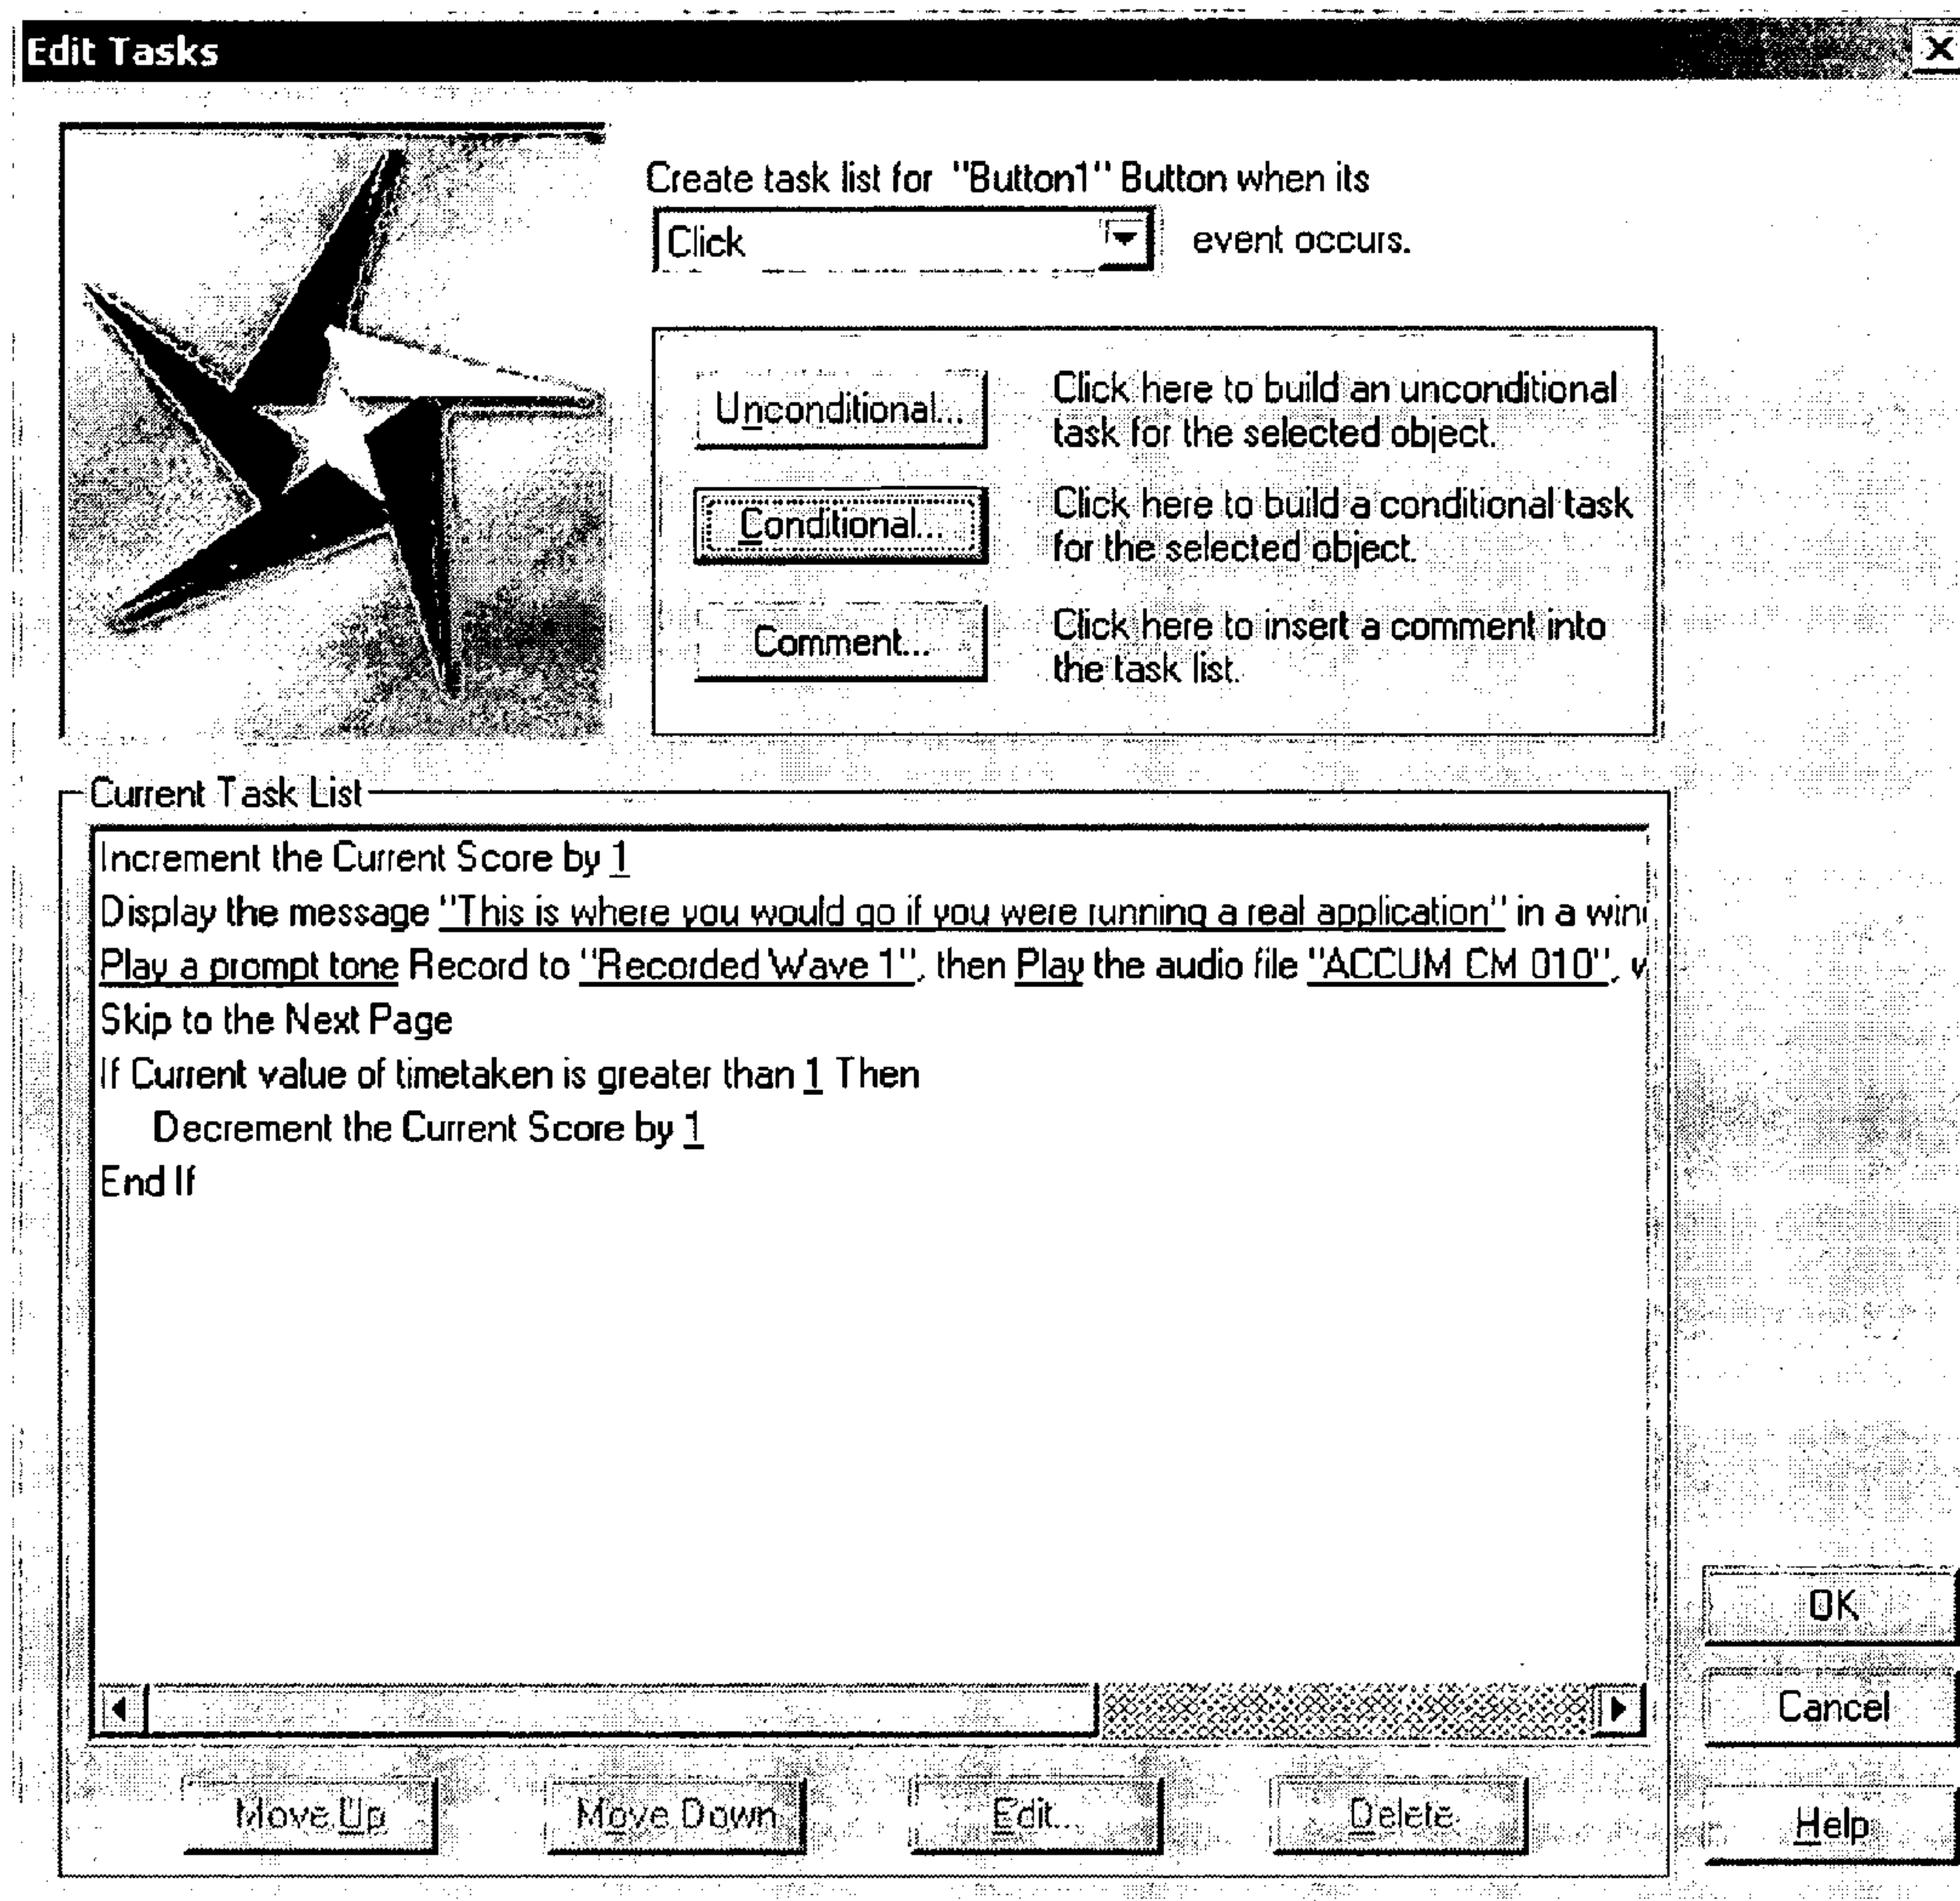 Edit Tasks
Create task list for "Button1" Button when its
Click
event occurs.
Unconditional...
Click here to build an unconditional
task for the selected object.
Conditional...
Click here to build a conditional task
for the selected object.
Comment...
Click here to insert a comment into
the task list.
Current Task List
Increment the Current Score by 1
Display the message "This is where you would go if you were running a real application" in a
Play a prompt tone Record to "Recorded Wave 1", then Play the audio file "ACCUM CM 010",
Skip to the Next Page
If Current value of timetaken is greater than 1 Then
Decrement the Current Score by 1
End If
OK
Cancel
Move Up
Move Down
Edit...
Delete
Help